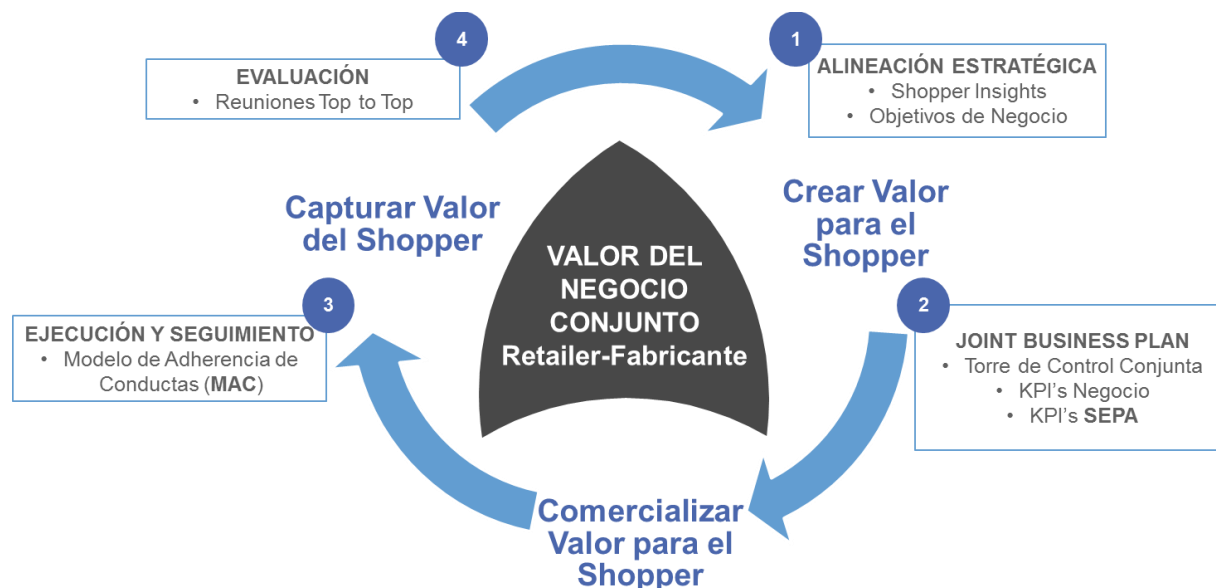 4
EVALUACIÓN
• Reuniones Top to Top
1
ALINEACIÓN ESTRATÉGICA
• Shopper Insights
• Objetivos de Negocio
Capturar Valor
del Shopper
Crear Valor
para el
Shopper
VALOR DEL
NEGOCIO
CONJUNTO
Retailer-Fabricante
3
EJECUCIÓN Y SEGUIMIENTO
• Modelo de Adherencia de
Conductas (MAC)
2
JOINT BUSINESS PLAN
• Torre de Control Conjunta
• KPI's Negocio
• KPI's SEPA
Comercializar
Valor para el
Shopper